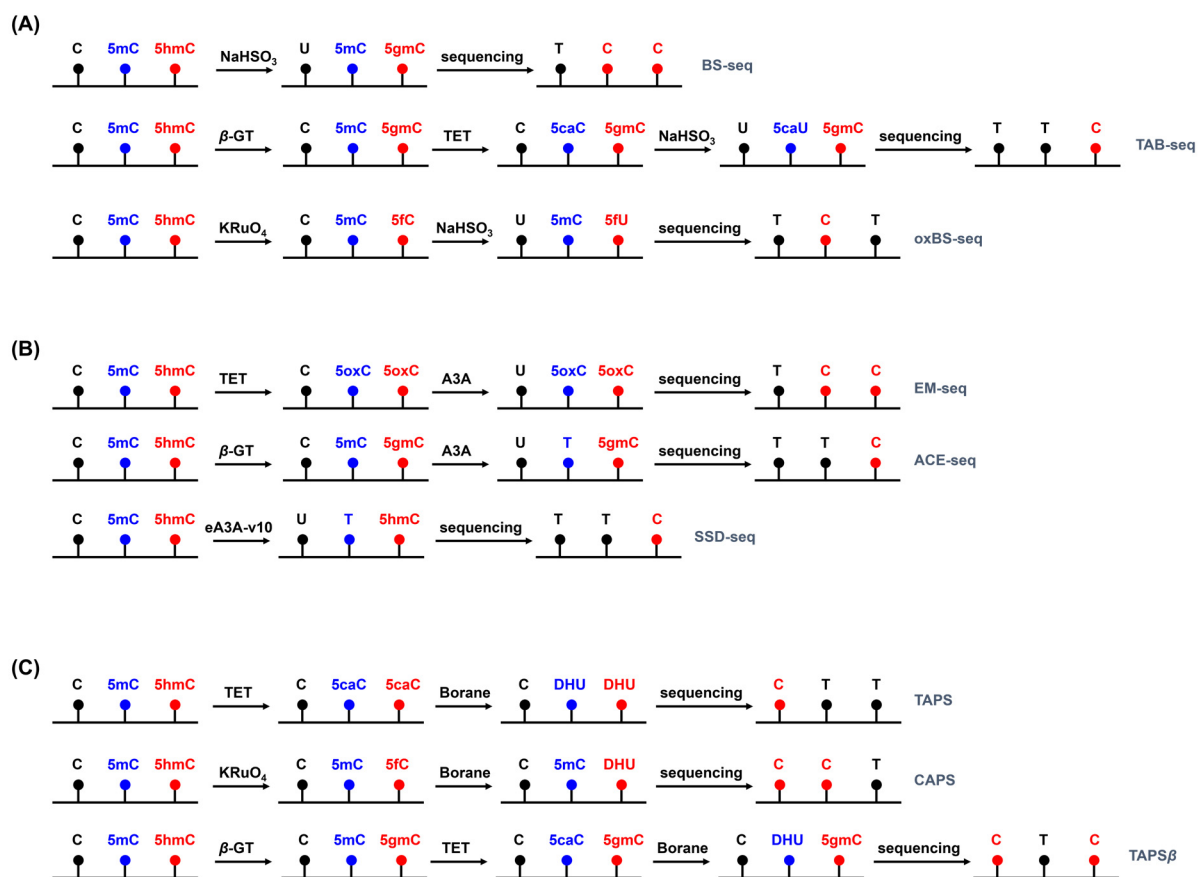 (A)
C 5mC 5hmC NaHSO3 U 5mC 5gmC sequencing T C C BS-seq
C 5mC 5hmC β-GT C 5mC 5gmC TET C 5caC 5gmC NaHSO3 U 5caU 5gmC sequencing T T C TAB-seq
C 5mC 5hmC KRuO4 C 5mC 5fC NaHSO3 U 5mC 5fU sequencing T C T oxBS-seq
(B)
C 5mC 5hmC TET C 5oxC 5oxC A3A U 5oxC 5oxC sequencing T C C EM-seq
C 5mC 5hmC β-GT C 5mC 5gmC A3A U T 5gmC sequencing T T C ACE-seq
C 5mC 5hmC eA3A-v10 U T 5hmC sequencing T T C SSD-seq
(C)
C 5mC 5hmC TET C 5caC 5caC Borane C DHU DHU sequencing C T T TAPS
C 5mC 5hmC KRuO4 C 5mC 5fC Borane C 5mC DHU sequencing C C T CAPS
C 5mC 5hmC β-GT C 5mC 5gmC TET C 5caC 5gmC Borane C DHU 5gmC sequencing C T C TAPSβ